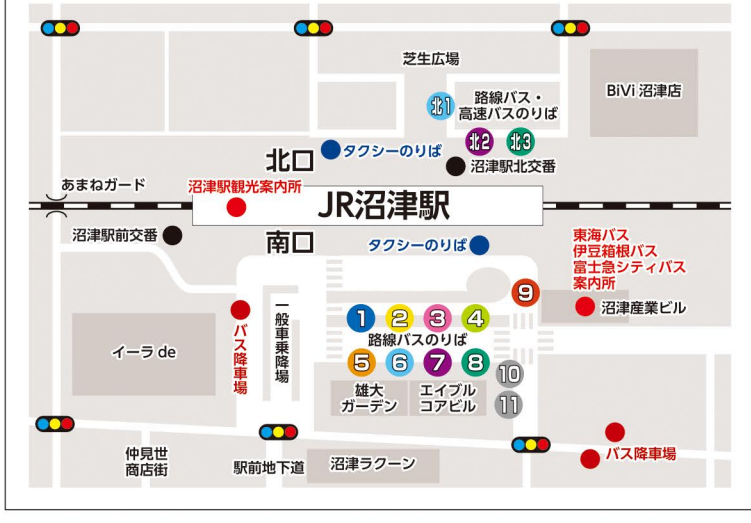 芝生広場
BiVi 沼津店
北1
路線バス・
高速バスのりば
北2
北3
タクシーのりば
北口
沼津駅北交番
あまねガード
沼津駅観光案内所
JR沼津駅
沼津駅前交番
南口
タクシーのりば
東海バス
伊豆箱根バス
富士急シティバス
案内所
9
沼津産業ビル
1
2
3
4
路線バスのりば
5
6
7
8
10
11
バス降車場
一般車乗降場
イーラ de
雄大
ガーデン
エイブル
コアビル
仲見世
商店街
駅前地下道
沼津ラクーン
バス降車場